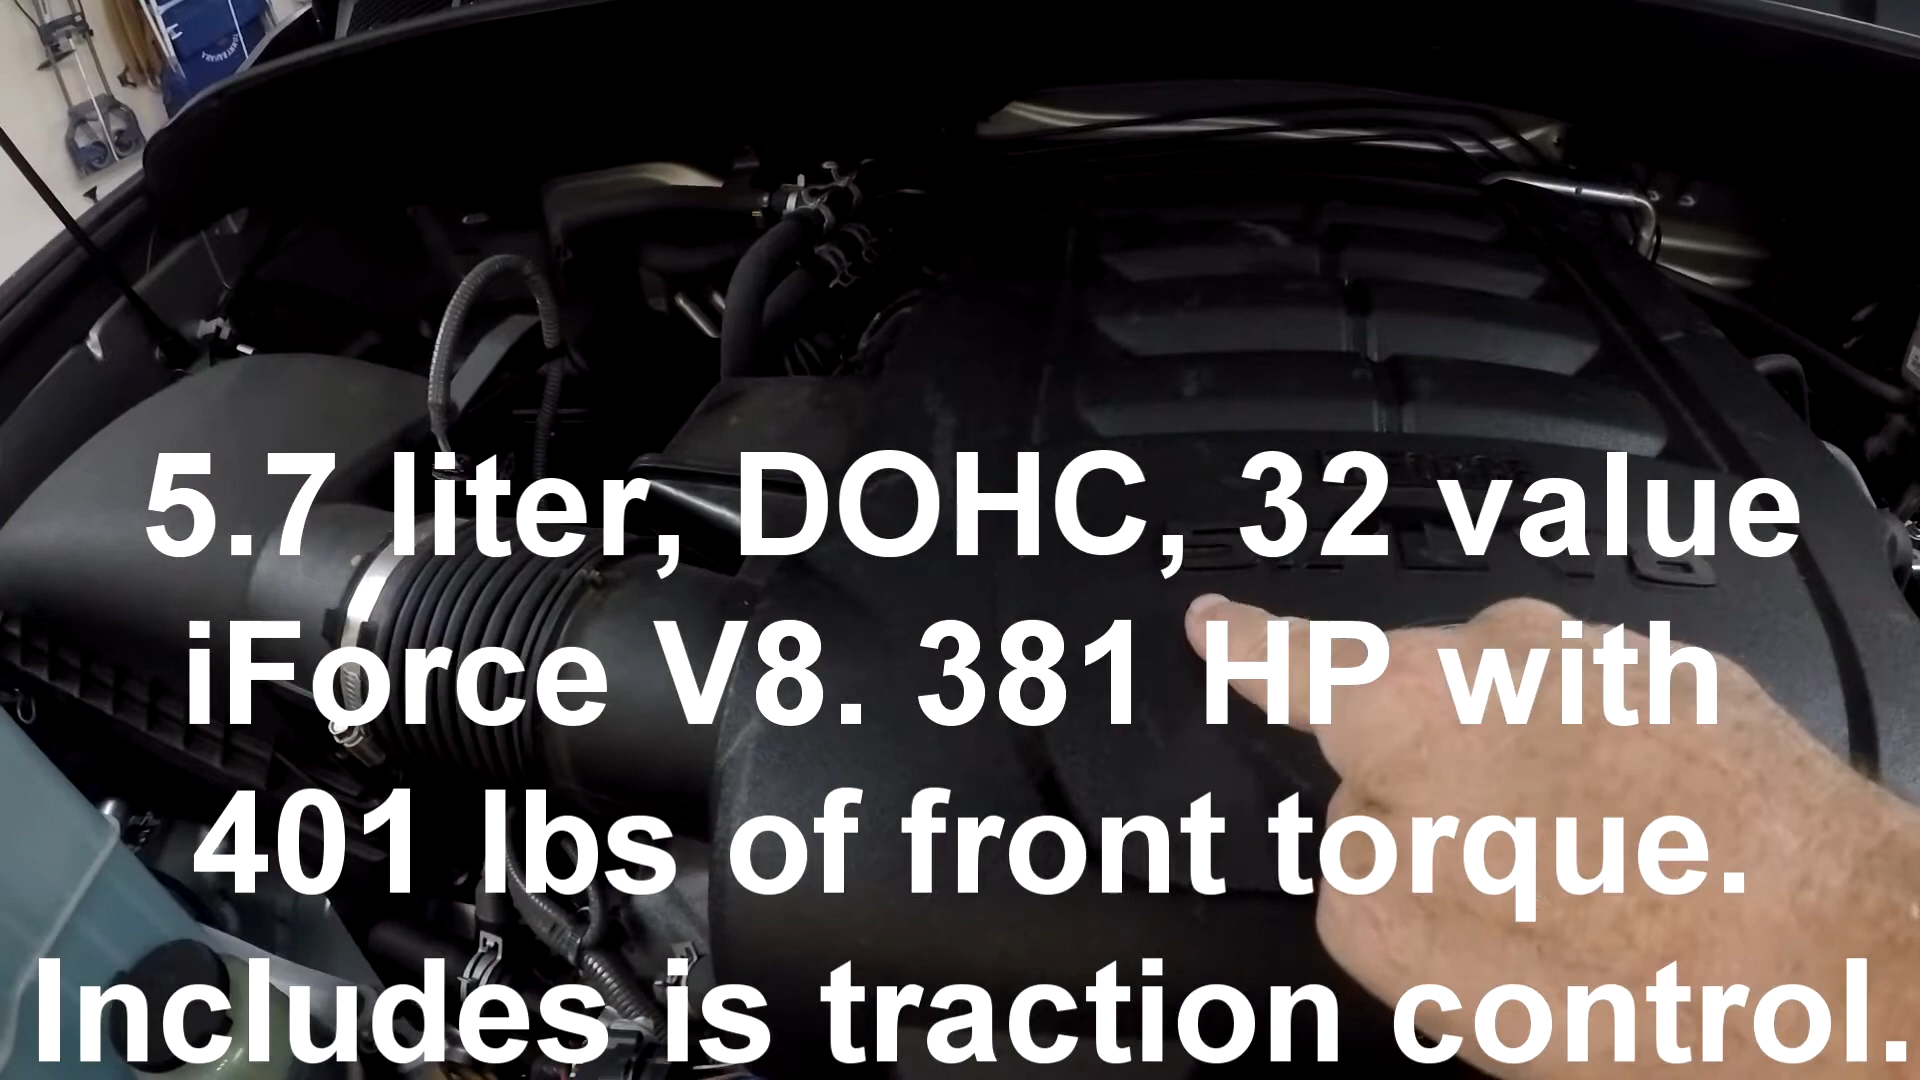 5.7 liter, DOHC, 32 value
iForce V8. 381 HP with
401 lbs of front torque.
Includes is traction control.